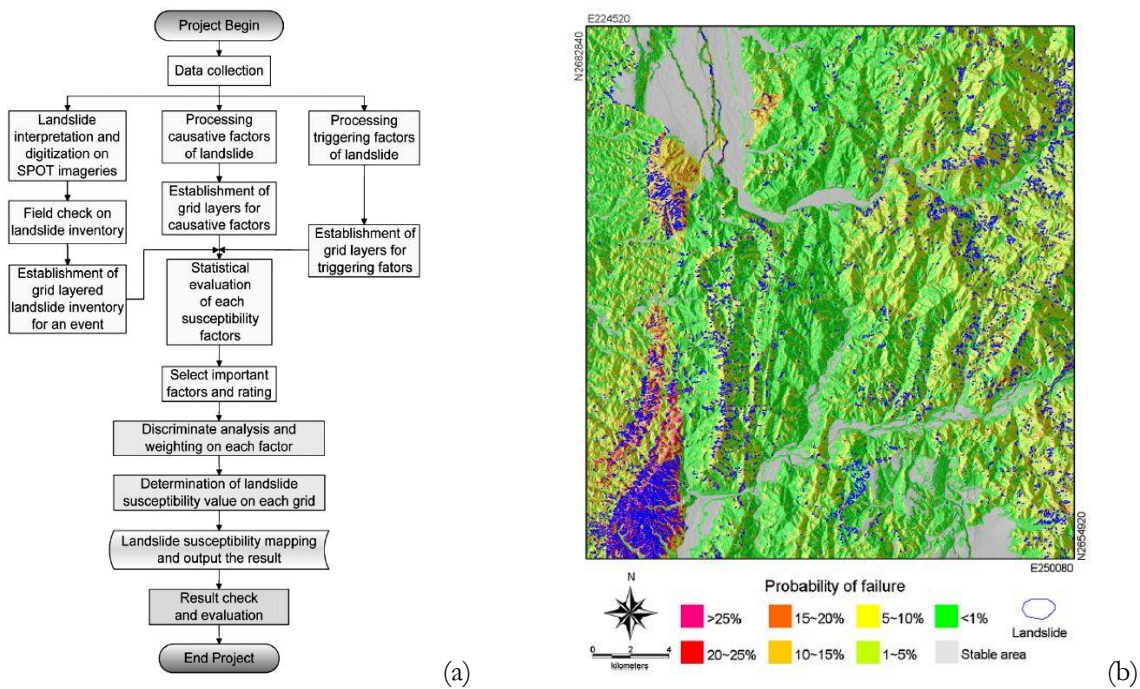 Project Begin
Data collection
Landslide
interpretation and
digitization on
SPOT imageries
Processing
causative factors
of landslide
Processing
triggering factors
of landslide
Establishment of
grid layers for
causative factors
Field check on
landslide inventory
Establishment of
grid layers for
triggering fators
Establishment of
grid layered
landslide inventory
for an event
Statistical
evaluation
of each
susceptibility
factors
Select important
factors and rating
Discriminate analysis and
weighting on each factor
Determination of landslide
susceptibility value on each grid
Landslide susceptibility mapping
and output the result
Result check
and evaluation
End Project
(a)
E224520
N2682840
N2654920
E250080
N
0 2 4
kilometers
Probability of failure
>25%
15~20%
5~10%
<1%
Landslide
20~25%
10~15%
1~5%
Stable area
(b)